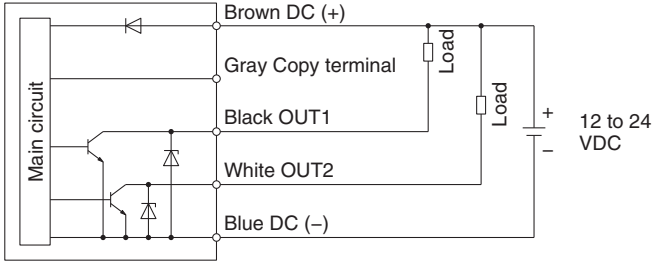 Brown DC (+)
Main circuit
Gray Copy terminal
Load
Load
Black OUT1
+
12 to 24
VDC
−
White OUT2
Blue DC (−)